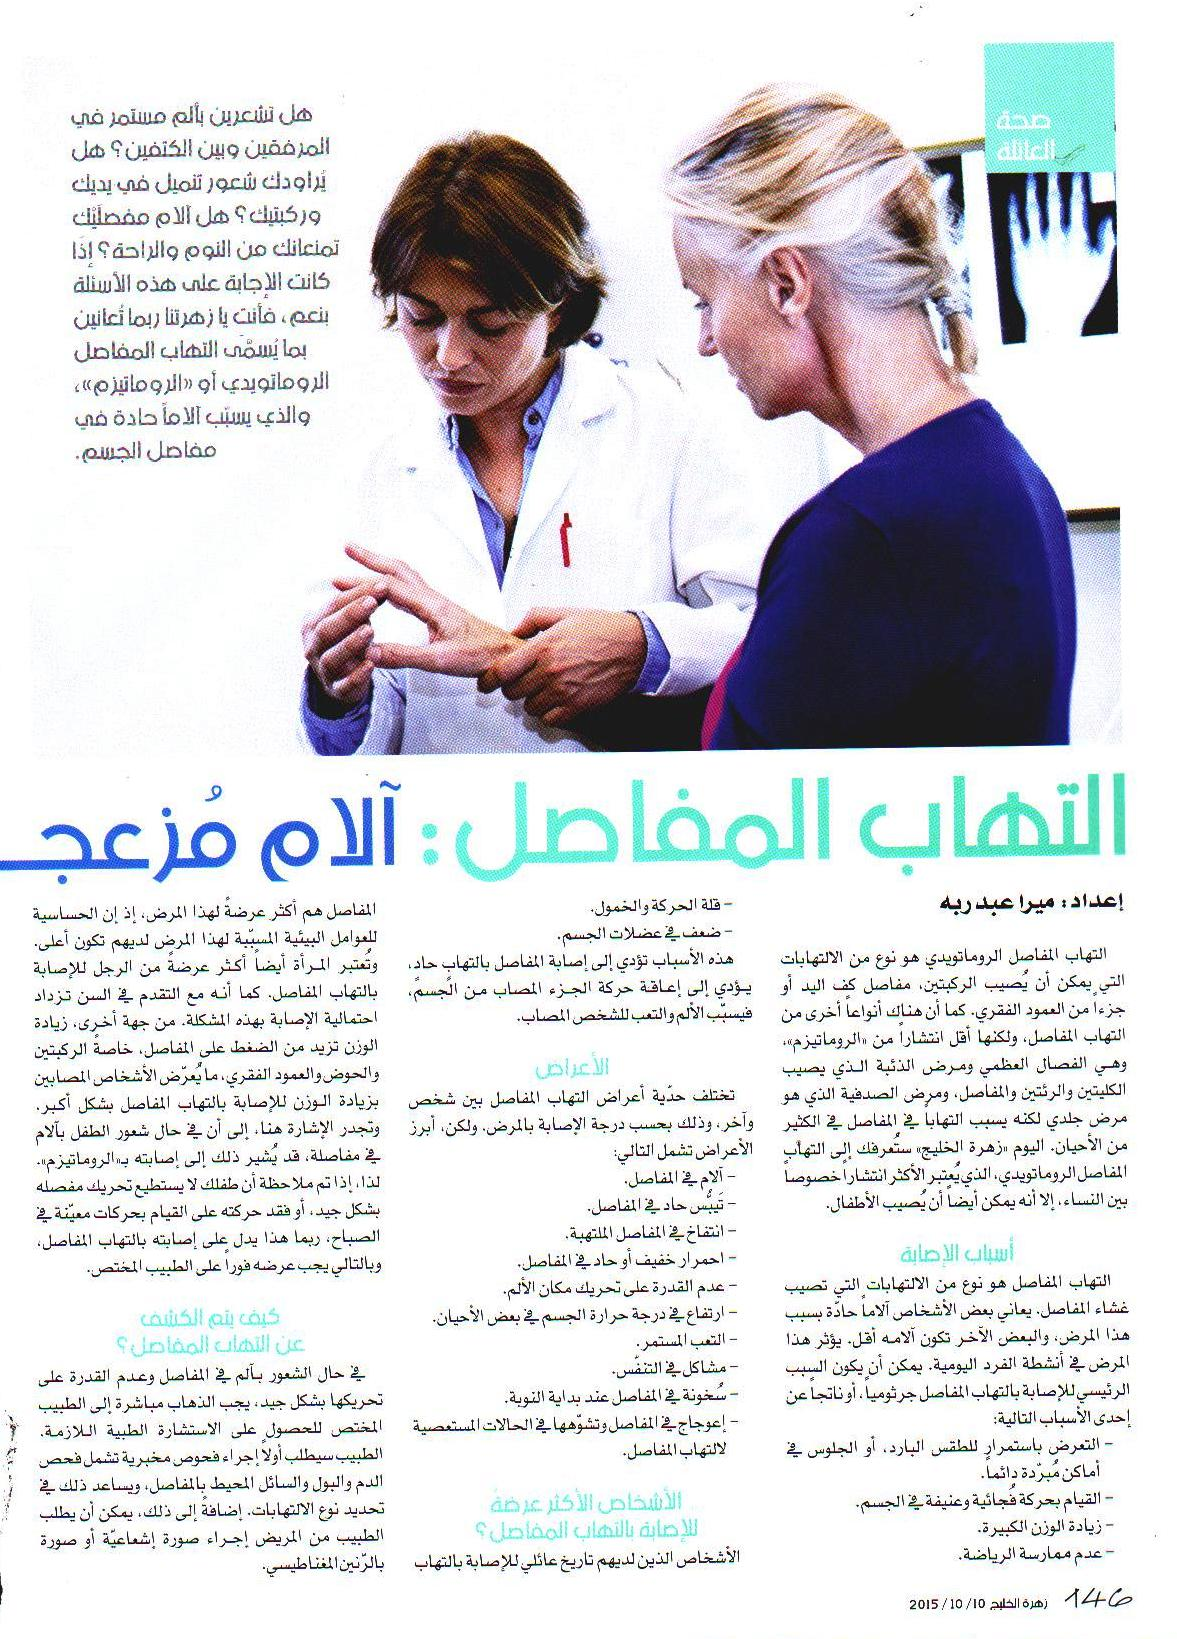 صحة
العائلة
هل تشعرين بألم مستمر في
المرفقين وبين الكتفين؟ هل
يُراودك شعور تنميل في يديك
وركبتيك؟ هل آلام مفصلَيْك
تمنعانك من النوم والراحة؟ إذاً
كانت الإجابة على هذه الأسئلة
بنعم، فأنتِ يا زهرتنا ربما تُعانين
بما يُسمَّى التهاب المفاصل
الروماتويدي أو «الروماتيزم»،
والذي يسبّب آلاماً حادة في
مفاصل الجسم.
التهاب المفاصل: آلام مُزعجـ
إعداد: ميرا عبدربه
التهاب المفاصل الروماتويدي هو نوع من الالتهابات
التي يمكن أن يُصيب الركبتين، مفاصل كف اليد أو
جزءاً من العمود الفقري. كما أن هناك أنواعاً أخرى من
التهاب المفاصل، ولكنها أقل انتشاراً من «الروماتيزم»،
وهي الفصال العظمي ومرض الذئبة الذي يصيب
الكليتين والرئتين والمفاصل، ومرض الصدفية الذي هو
مرض جلدي لكنه يسبب التهاباً في المفاصل في الكثير
من الأحيان. اليوم «زهرة الخليج» ستُعرفك إلى التهاب
المفاصل الروماتويدي، الذي يُعتبر الأكثر انتشاراً خصوصاً
بين النساء، إلا أنه يمكن أيضاً أن يُصيب الأطفال.
أسباب الإصابة
التهاب المفاصل هو نوع من الالتهابات التي تصيب
غشاء المفاصل. يعاني بعض الأشخاص آلاماً حادّة بسبب
هذا المرض، والبعض الآخر تكون آلامه أقل. يؤثر هذا
المرض في أنشطة الفرد اليومية. يمكن أن يكون السبب
الرئيسي للإصابة بالتهاب المفاصل جرثومياً، أو ناتجاً عن
إحدى الأسباب التالية:
- التعرض باستمرار للطقس البارد، أو الجلوس في
أماكن مُبرّدة دائماً.
- القيام بحركة فُجائية وعنيفة في الجسم.
- زيادة الوزن الكبيرة.
- عدم ممارسة الرياضة.
- قلة الحركة والخمول.
- ضعف في عضلات الجسم.
هذه الأسباب تؤدي إلى إصابة المفاصل بالتهاب حاد،
يؤدي إلى إعاقة حركة الجزء المصاب من الجسم،
فيسبّب الألم والتعب للشخص المصاب.
الأعراض
تختلف حدّية أعراض التهاب المفاصل بين شخص
وآخر، وذلك بحسب درجة الإصابة بالمرض. ولكن، أبرز
الأعراض تشمل التالي:
- آلام في المفاصل.
- تَيبُّس حاد في المفاصل.
- انتفاخ في المفاصل الملتهبة.
- احمرار خفيف أو حاد في المفاصل.
- عدم القدرة على تحريك مكان الألم.
- ارتفاع في درجة حرارة الجسم في بعض الأحيان.
- التعب المستمر.
- مشاكل في التنفّس.
- سُخونة في المفاصل عند بداية النوبة.
- إعوجاج في المفاصل وتشوّهها في الحالات المستعصية
لالتهاب المفاصل.
الأشخاص الأكثر عرضةً
للإصابة بالتهاب المفاصل؟
الأشخاص الذين لديهم تاريخ عائلي للإصابة بالتهاب
المفاصل هم أكثر عرضةً لهذا المرض، إذ إن الحساسية
للعوامل البيئية المسبّبة لهذا المرض لديهم تكون أعلى.
وتُعتبر المرأة أيضاً أكثر عرضةً من الرجل للإصابة
بالتهاب المفاصل. كما أنه مع التقدم في السن تزداد
احتمالية الإصابة بهذه المشكلة. من جهة أخرى، زيادة
الوزن تزيد من الضغط على المفاصل، خاصةً الركبتين
والحوض والعمود الفقري، ما يُعرّض الأشخاص المصابين
بزيادة الوزن للإصابة بالتهاب المفاصل بشكل أكبر.
وتجدر الإشارة هنا، إلى أن في حال شعور الطفل بآلام
في مفاصلة، قد يُشير ذلك إلى إصابته بـ«الروماتيزم».
لذا، إذا تم ملاحظة أن طفلك لا يستطيع تحريك مفصله
بشكل جيد، أو فقد حركته على القيام بحركات معيّنة في
الصباح، ربما هذا يدل على إصابته بالتهاب المفاصل،
وبالتالي يجب عرضه فوراً على الطبيب المختص.
كيف يتم الكشف
عن التهاب المفاصل؟
في حال الشعور بألم في المفاصل وعدم القدرة على
تحريكها بشكل جيد، يجب الذهاب مباشرة إلى الطبيب
المختص للحصول على الاستشارة الطبية اللازمة.
الطبيب سيطلب أولاً إجراء فحوص مخبرية تشمل فحص
الدم والبول والسائل المحيط بالمفاصل، ويساعد ذلك في
تحديد نوع الالتهابات. إضافةً إلى ذلك، يمكن أن يطلب
الطبيب من المريض إجراء صورة إشعاعيّة أو صورة
بالرّنين المغناطيسي.
146 زهرة الخليج 10 / 10 / 2015